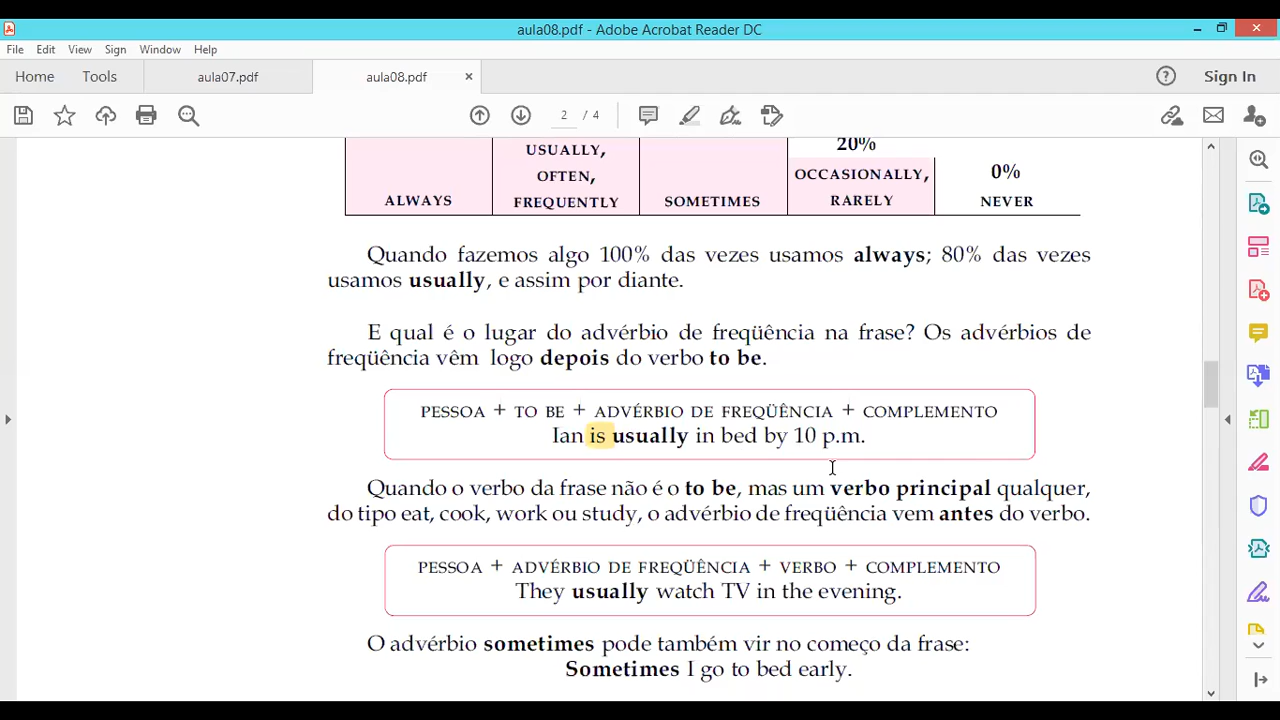 aula08.pdf - Adobe Acrobat Reader DC
File Edit View Sign Window Help
Home Tools aula07.pdf aula08.pdf × Sign In
2 / 4
20%
USUALLY,
OFTEN, OCCASIONALLY, 0%
ALWAYS FREQUENTLY SOMETIMES RARELY NEVER
Quando fazemos algo 100% das vezes usamos always; 80% das vezes
usamos usually, e assim por diante.
E qual é o lugar do advérbio de freqüência na frase? Os advérbios de
freqüência vêm logo depois do verbo to be.
PESSOA + TO BE + ADVÉRBIO DE FREQÜÊNCIA + COMPLEMENTO
Ian is usually in bed by 10 p.m.
Quando o verbo da frase não é o to be, mas um verbo principal qualquer,
do tipo eat, cook, work ou study, o advérbio de freqüência vem antes do verbo.
PESSOA + ADVÉRBIO DE FREQÜÊNCIA + VERBO + COMPLEMENTO
They usually watch TV in the evening.
O advérbio sometimes pode também vir no começo da frase:
Sometimes I go to bed early.